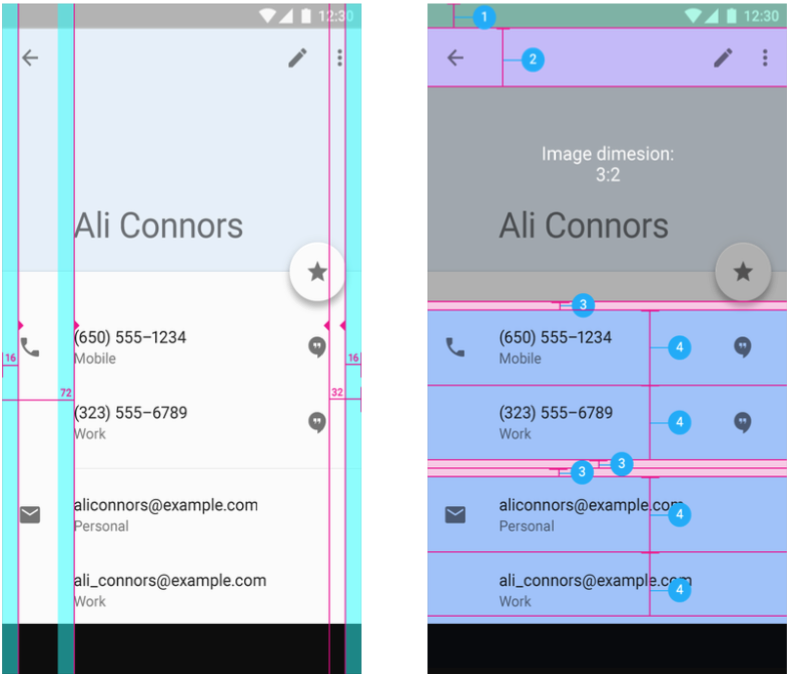 12:30
Ali Connors
(650) 555–1234
Mobile
16
16
72
32
(323) 555–6789
Work
aliconnors@example.com
Personal
ali_connors@example.com
Work
1
12:30
2
Image dimesion:
3:2
Ali Connors
3
(650) 555–1234
4
Mobile
(323) 555–6789
4
Work
3
3
aliconnors@example.com
4
Personal
ali_connors@example.com
4
Work